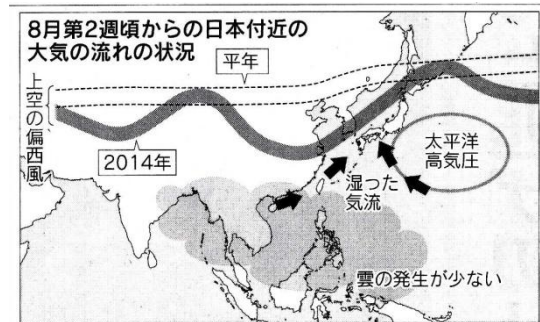 8月第2週頃からの日本付近の
大気の流れの状況
平年
上空の偏西風
2014年
太平洋
高気圧
湿った
気流
雲の発生が少ない